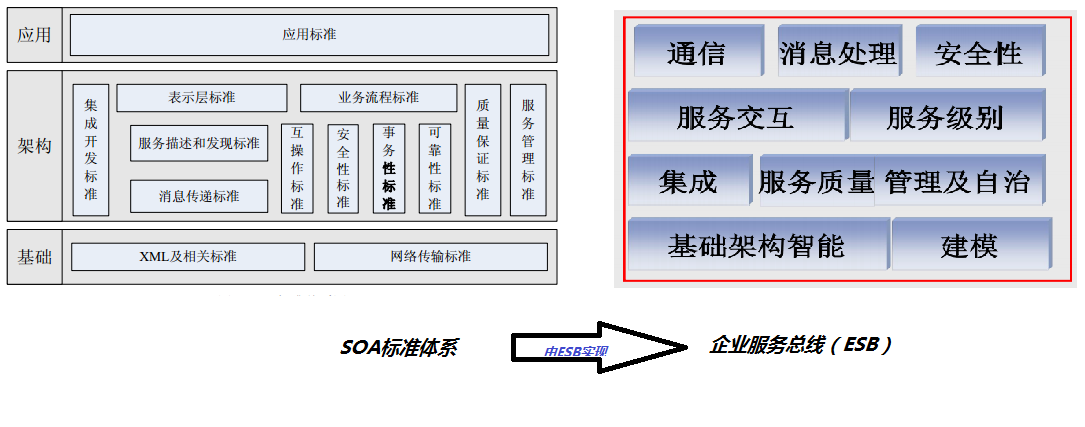 应用
应用标准
架构
集成开发标准
表示层标准
业务流程标准
服务描述和发现标准
消息传递标准
互操作标准
安全性标准
事务性标准
可靠性标准
质量保证标准
服务管理标准
基础
XML及相关标准
网络传输标准
通信 消息处理 安全性
服务交互 服务级别
集成 服务质量 管理及自治
基础架构智能 建模
SOA标准体系
由ESB实现
企业服务总线（ESB）